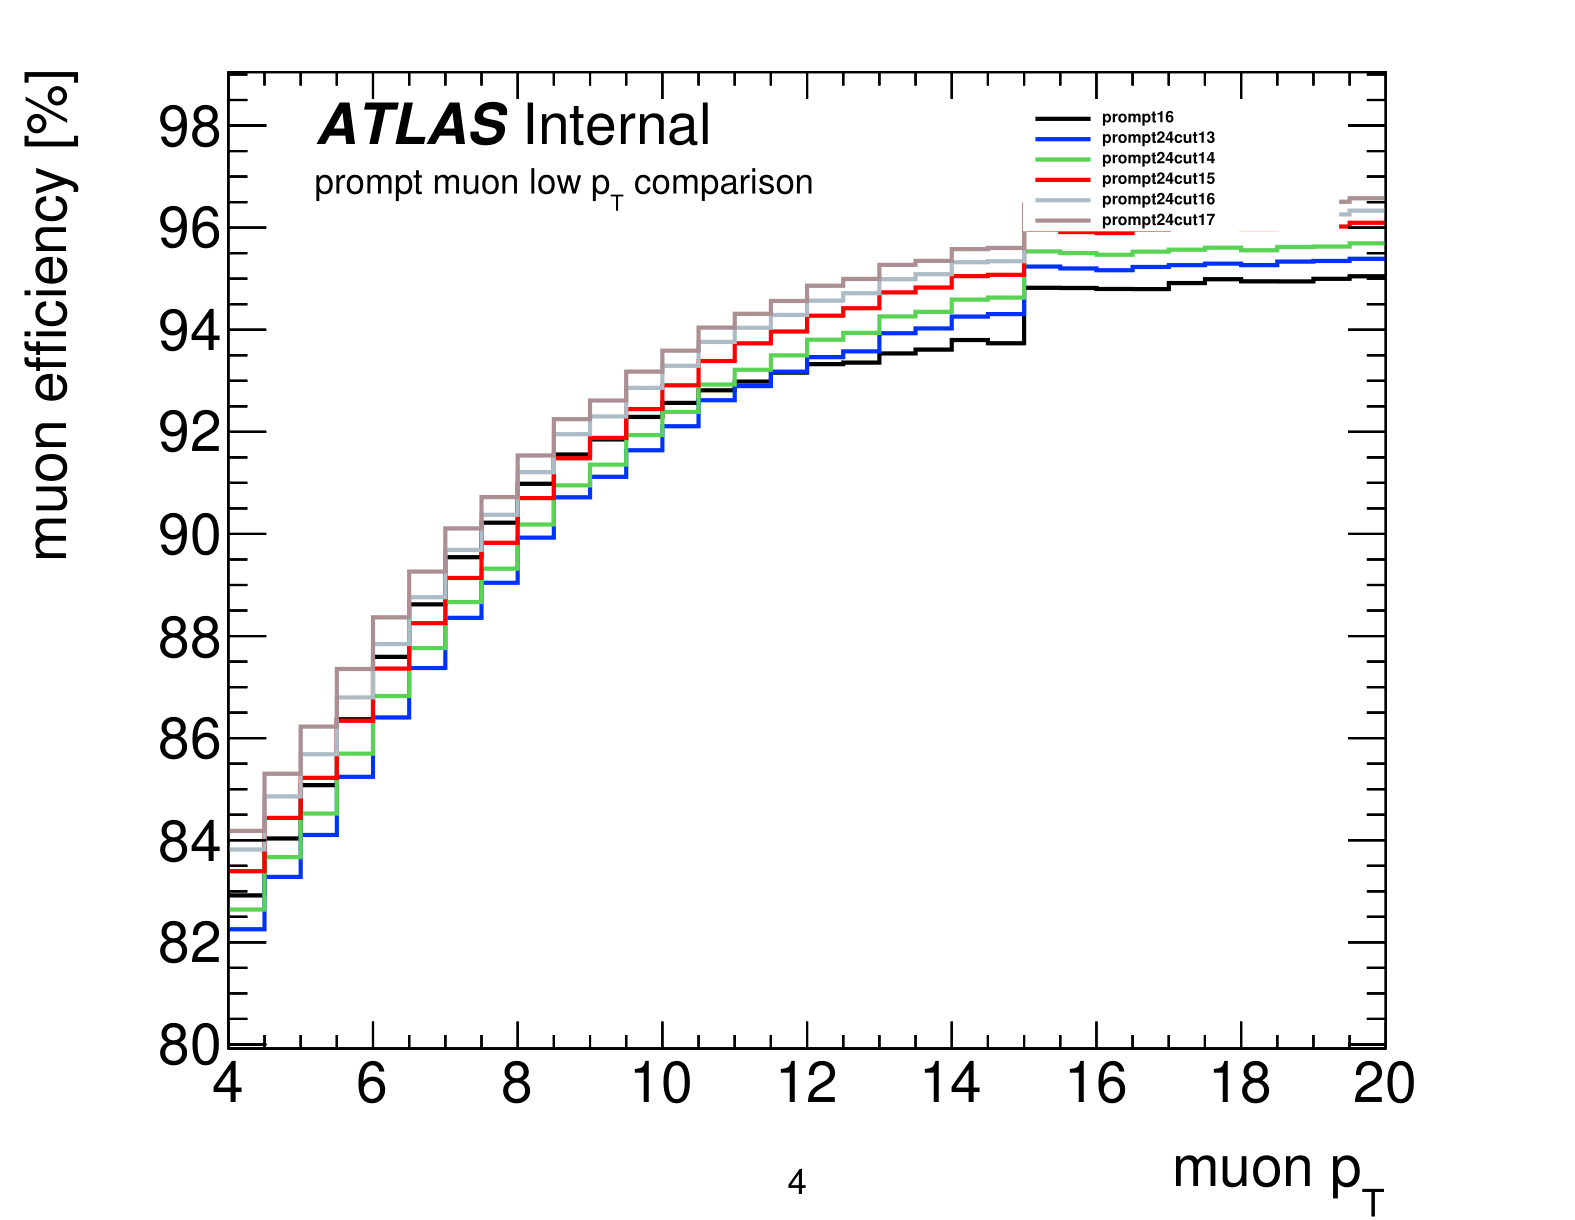 muon efficiency [%]
ATLAS Internal
prompt muon low pT comparison
prompt16
prompt24cut13
prompt24cut14
prompt24cut15
prompt24cut16
prompt24cut17
98
96
94
92
90
88
86
84
82
80
4 6 8 10 12 14 16 18 20
muon pT
4